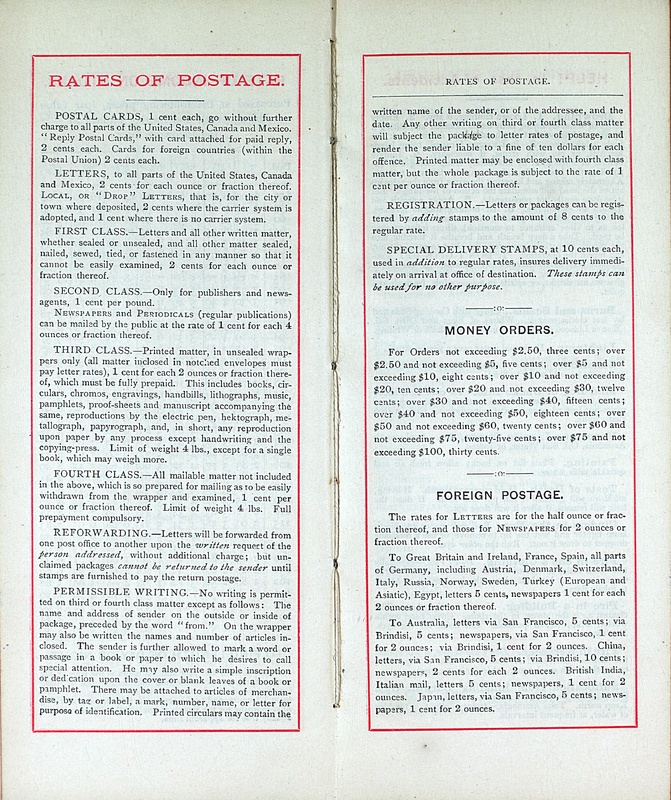 RATES OF POSTAGE.
POSTAL CARDS, 1 cent each, go without further
charge to all parts of the United States, Canada and Mexico.
"Reply Postal Cards," with card attached for paid reply,
2 cents each. Cards for foreign countries (within the
Postal Union) 2 cents each.
LETTERS, to all parts of the United States, Canada
and Mexico, 2 cents for each ounce or fraction thereof.
LOCAL, OR "DROP" LETTERS, that is, for the city or
town where deposited, 2 cents where the carrier system is
adopted, and 1 cent where there is no carrier system.
FIRST CLASS.—Letters and all other written matter,
whether sealed or unsealed, and all other matter sealed,
nailed, sewed, tied, or fastened in any manner so that it
cannot be easily examined, 2 cents for each ounce or
fraction thereof.
SECOND CLASS.—Only for publishers and news-
agents, 1 cent per pound.
NEWSPAPERS and PERIODICALS (regular publications)
can be mailed by the public at the rate of 1 cent for each 4
ounces or fraction thereof.
THIRD CLASS.—Printed matter, in unsealed wrap-
pers only (all matter inclosed in notched envelopes must
pay letter rates), 1 cent for each 2 ounces or fraction there-
of, which must be fully prepaid. This includes books, cir-
culars, chromos, engravings, handbills, lithographs, music,
pamphlets, proof-sheets and manuscript accompanying the
same, reproductions by the electric pen, hektograph, me-
tallograph, papyrograph, and, in short, any reproduction
upon paper by any process except handwriting and the
copying-press. Limit of weight 4 lbs., except for a single
book, which may weigh more.
FOURTH CLASS.—All mailable matter not included
in the above, which is so prepared for mailing as to be easily
withdrawn from the wrapper and examined, 1 cent per
ounce or fraction thereof. Limit of weight 4 lbs. Full
prepayment compulsory.
REFORWARDING.—Letters will be forwarded from
one post office to another upon the written request of the
person addressed, without additional charge; but un-
claimed packages cannot be returned to the sender until
stamps are furnished to pay the return postage.
PERMISSIBLE WRITING.—No writing is permit-
ted on third or fourth class matter except as follows: The
name and address of sender on the outside or inside of
package, preceded by the word "from." On the wrapper
may also be written the names and number of articles in-
closed. The sender is further allowed to mark a word or
passage in a book or paper to which he desires to call
special attention. He may also write a simple inscription
or dedication upon the cover or blank leaves of a book or
pamphlet. There may be attached to articles of merchan-
dise, by tag or label, a mark, number, name, or letter for
purpose of identification. Printed circulars may contain the
RATES OF POSTAGE.
written name of the sender, or of the addressee, and the
date. Any other writing on third or fourth class matter
will subject the package to letter rates of postage, and
render the sender liable to a fine of ten dollars for each
offence. Printed matter may be enclosed with fourth class
matter, but the whole package is subject to the rate of 1
cent per ounce or fraction thereof.
REGISTRATION.—Letters or packages can be regis-
tered by adding stamps to the amount of 8 cents to the
regular rate.
SPECIAL DELIVERY STAMPS, at 10 cents each,
used in addition to regular rates, insures delivery immedi-
ately on arrival at office of destination. These stamps can
be used for no other purpose.
:o:
MONEY ORDERS.
For Orders not exceeding $2.50, three cents; over
$2.50 and not exceeding $5, five cents; over $5 and not
exceeding $10, eight cents; over $10 and not exceeding
$20, ten cents; over $20 and not exceeding $30, twelve
cents; over $30 and not exceeding $40, fifteen cents;
over $40 and not exceeding $50, eighteen cents; over
$50 and not exceeding $60, twenty cents; over $60 and
not exceeding $75, twenty-five cents; over $75 and not
exceeding $100, thirty cents.
:o:
FOREIGN POSTAGE.
The rates for LETTERS are for the half ounce or frac-
tion thereof, and those for NEWSPAPERS for 2 ounces or
fraction thereof.
To Great Britain and Ireland, France, Spain, all parts
of Germany, including Austria, Denmark, Switzerland,
Italy, Russia, Norway, Sweden, Turkey (European and
Asiatic), Egypt, letters 5 cents, newspapers 1 cent for each
2 ounces or fraction thereof.
To Australia, letters via San Francisco, 5 cents; via
Brindisi, 5 cents; newspapers, via San Francisco, 1 cent
for 2 ounces; via Brindisi, 1 cent for 2 ounces. China,
letters, via San Francisco, 5 cents; via Brindisi, 10 cents;
newspapers, 2 cents for each 2 ounces. British India,
Italian mail, letters 5 cents; newspapers, 1 cent for 2
ounces. Japan, letters, via San Francisco, 5 cents; news-
papers, 1 cent for 2 ounces.